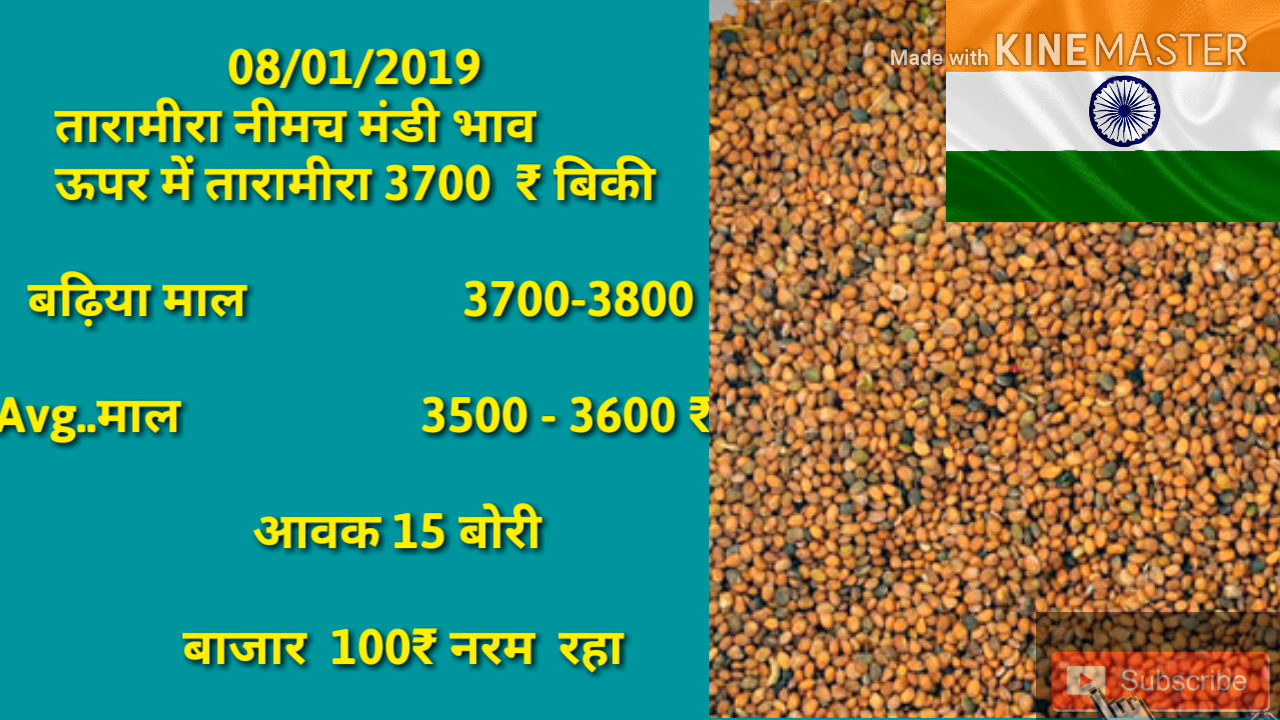 08/01/2019
तारामीरा नीमच मंडी भाव
ऊपर में तारामीरा 3700 ₹ बिकी
बढ़िया माल 3700-3800
Avg..माल 3500 - 3600 ₹
आवक 15 बोरी
बाजार 100₹ नरम रहा
Made with KINEMASTER
Subscribe